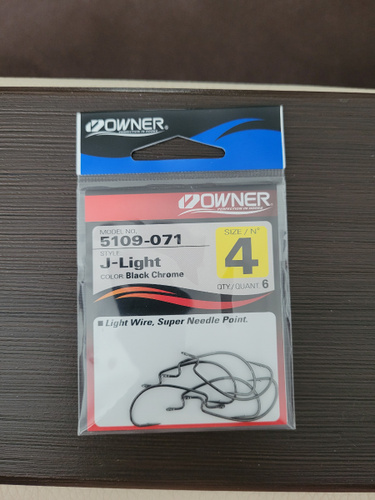 OWNER®
OWNER®
MODEL NO.
5109-071
STYLE
J-Light
COLOR Black Chrome
SIZE / N°
4
QTY/QUANT. 6
■ Light Wire, Super Needle Point.